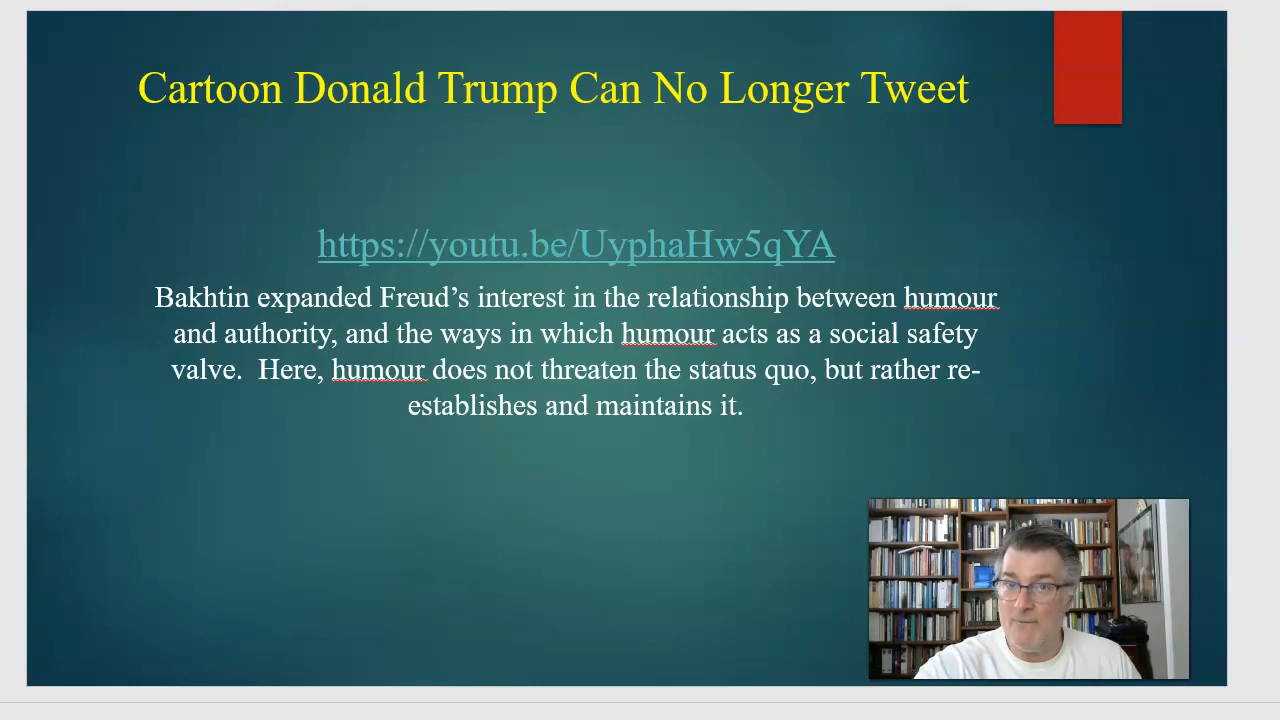 Cartoon Donald Trump Can No Longer Tweet
https://youtu.be/UyphaHw5qYA
Bakhtin expanded Freud’s interest in the relationship between humour
and authority, and the ways in which humour acts as a social safety
valve.  Here, humour does not threaten the status quo, but rather re-
establishes and maintains it.